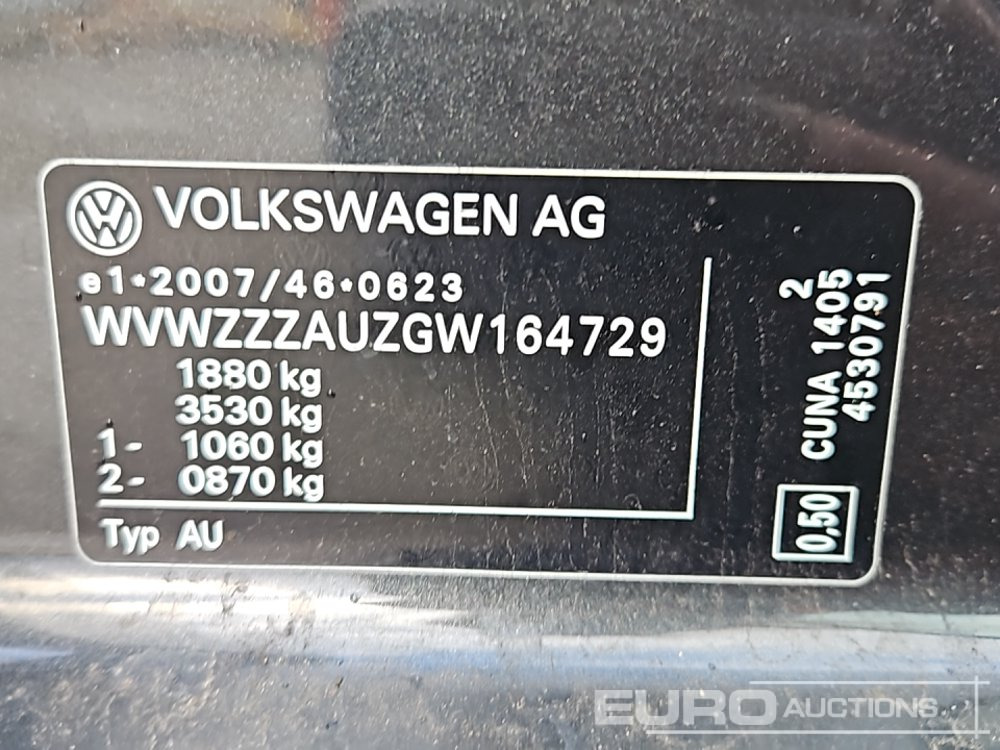 VOLKSWAGEN AG
e1*2007/46*0623
WVWZZZAUZGW164729
1880 kg
3530 kg
1- 1060 kg
2- 0870 kg
Typ AU
2
CUNA 1405
4530791
0,50
EURO AUCTIONS